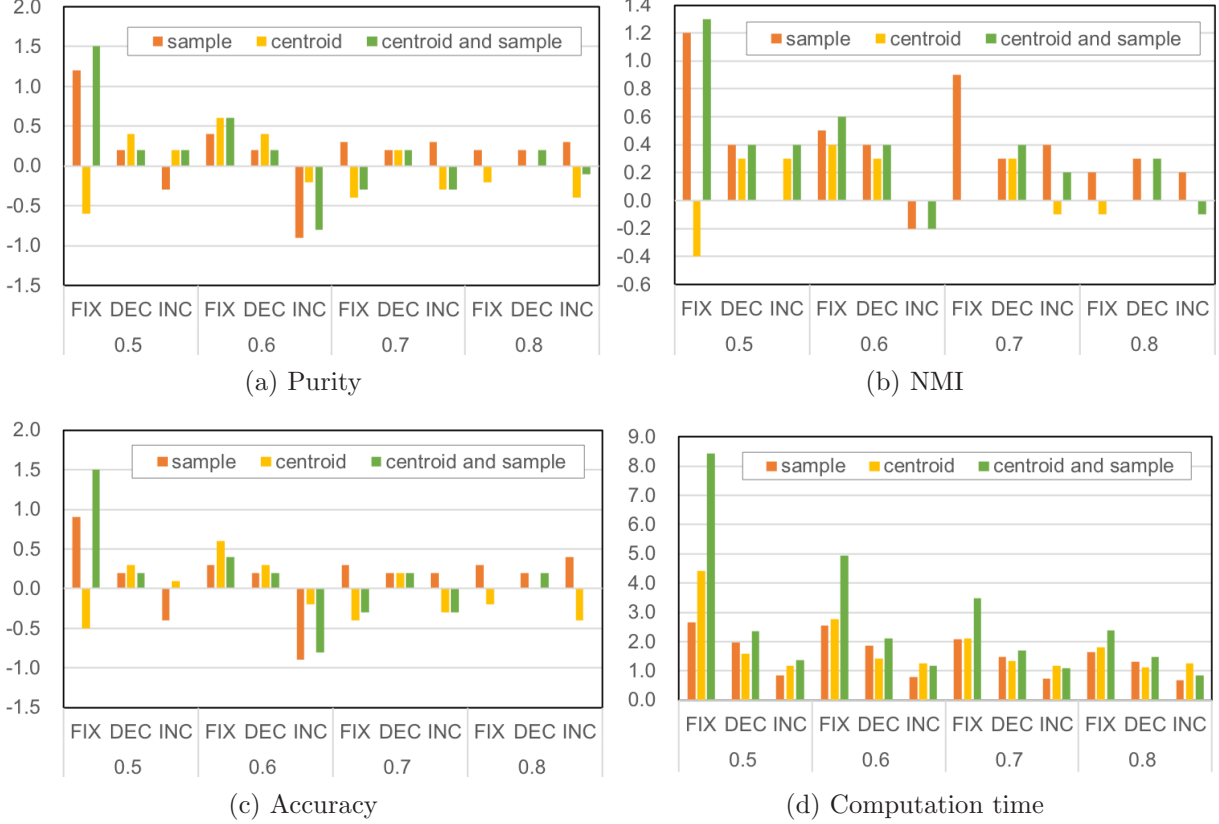 2.0
1.5
1.0
0.5
0.0
-0.5
-1.0
-1.5
sample centroid centroid and sample
FIX DEC INC FIX DEC INC FIX DEC INC FIX DEC INC
0.5 0.6 0.7 0.8
(a) Purity
1.4
1.2
1.0
0.8
0.6
0.4
0.2
0.0
-0.2
-0.4
-0.6
sample centroid centroid and sample
FIX DEC INC FIX DEC INC FIX DEC INC FIX DEC INC
0.5 0.6 0.7 0.8
(b) NMI
2.0
1.5
1.0
0.5
0.0
-0.5
-1.0
-1.5
sample centroid centroid and sample
FIX DEC INC FIX DEC INC FIX DEC INC FIX DEC INC
0.5 0.6 0.7 0.8
(c) Accuracy
9.0
8.0
7.0
6.0
5.0
4.0
3.0
2.0
1.0
0.0
sample centroid centroid and sample
FIX DEC INC FIX DEC INC FIX DEC INC FIX DEC INC
0.5 0.6 0.7 0.8
(d) Computation time